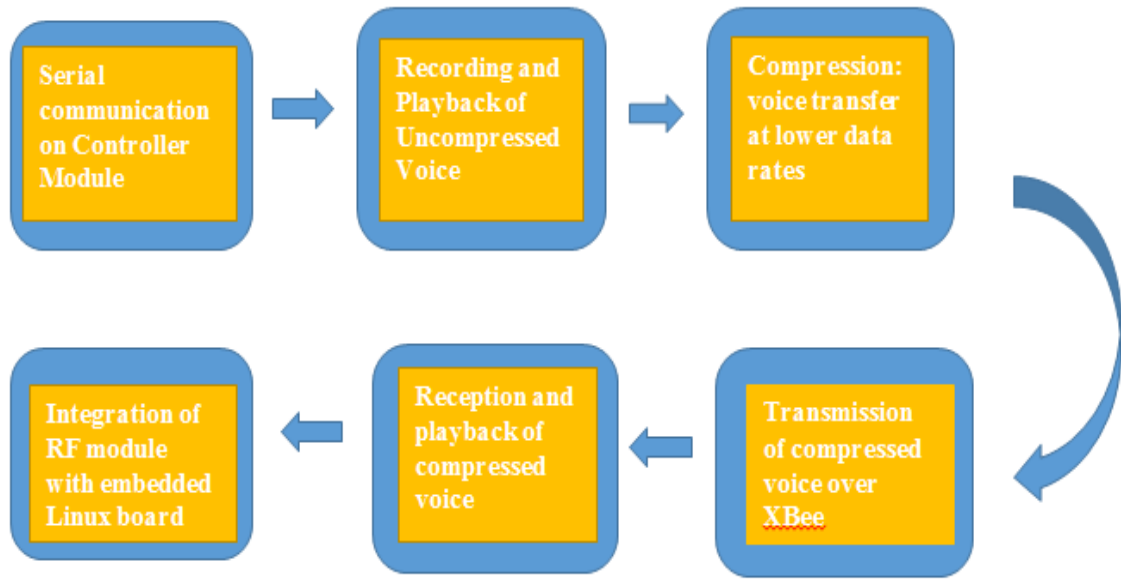 Serial
communication
on Controller
Module
Recording and
Playback of
Uncompressed
Voice
Compression:
voice transfer
at lower data
rates
Transmission
of compressed
voice over
XBee
Reception and
playback of
compressed
voice
Integration of
RF module
with embedded
Linux board